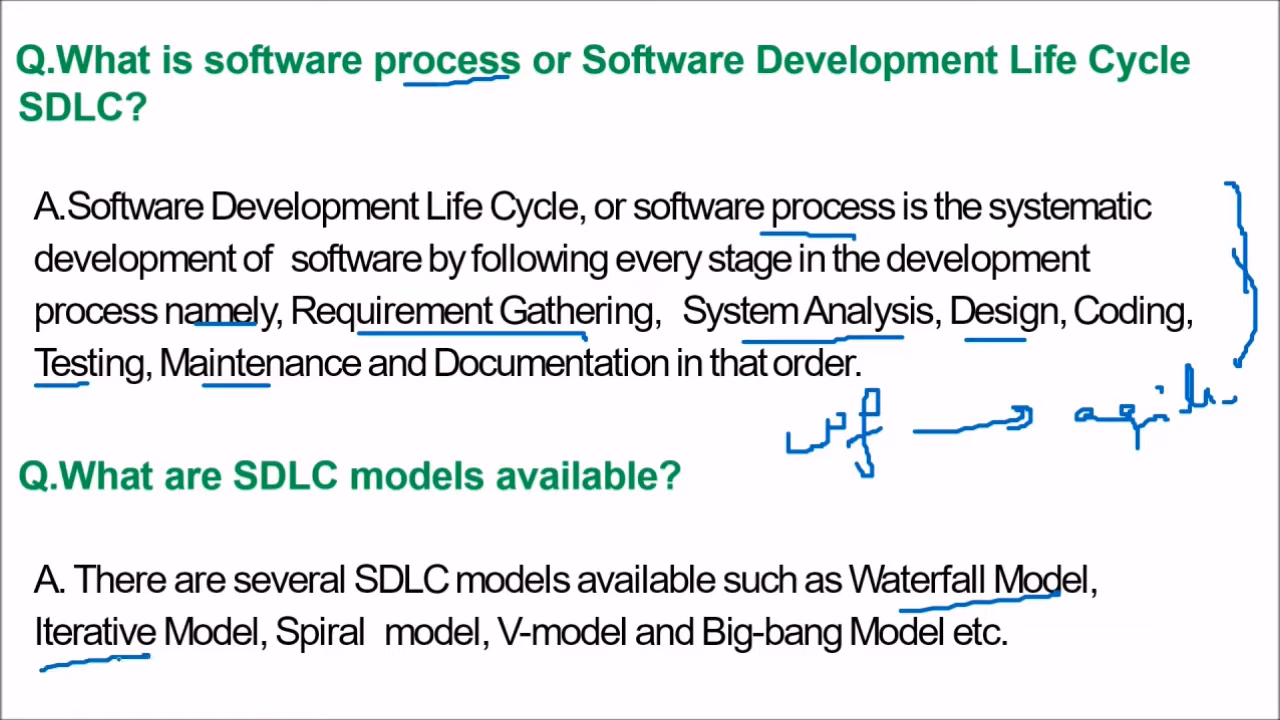 Q.What is software process or Software Development Life Cycle
SDLC?
A.Software Development Life Cycle, or software process is the systematic
development of software by following every stage in the development
process namely, Requirement Gathering, System Analysis, Design, Coding,
Testing, Maintenance and Documentation in that order.
wf → agile
Q.What are SDLC models available?
A. There are several SDLC models available such as Waterfall Model,
Iterative Model, Spiral model, V-model and Big-bang Model etc.